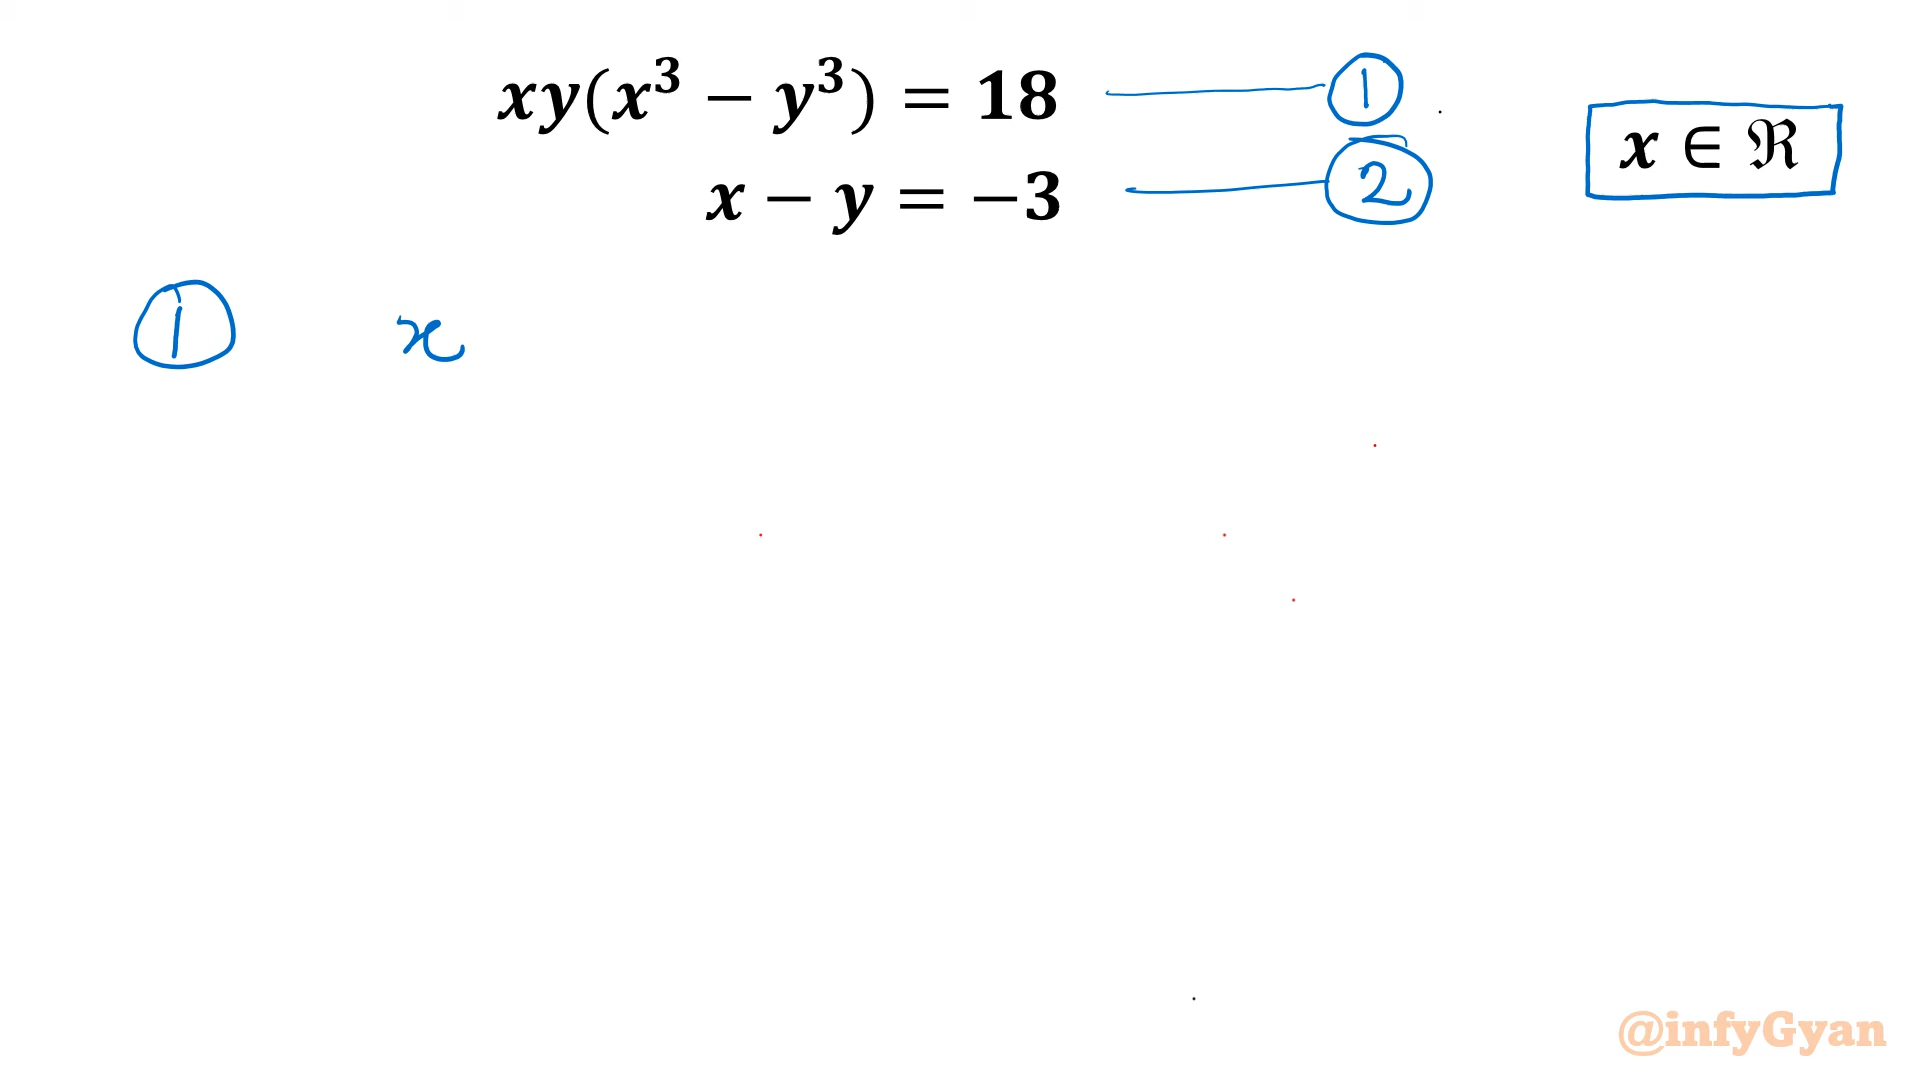 xy(x³ − y³) = 18 ——— ①
x ∈ ℜ
x − y = −3 ——— ②
① x
@infyGyan